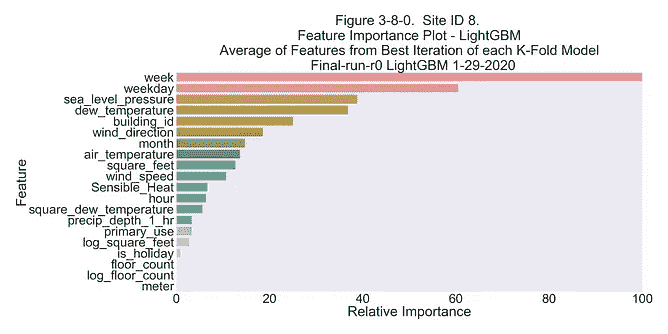 Figure 3-8-0.  Site ID 8.
Feature Importance Plot - LightGBM
Average of Features from Best Iteration of each K-Fold Model
Final-run-r0 LightGBM 1-29-2020
week
weekday
sea_level_pressure
dew_temperature
building_id
wind_direction
month
air_temperature
square_feet
wind_speed
Sensible_Heat
hour
square_dew_temperature
precip_depth_1_hr
primary_use
log_square_feet
is_holiday
floor_count
log_floor_count
meter
Feature
0 20 40 60 80 100
Relative Importance